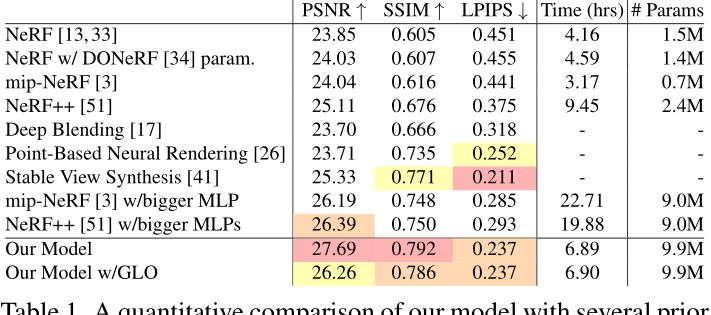 PSNR ↑ SSIM ↑ LPIPS ↓ Time (hrs) # Params
NeRF [13, 33] 23.85 0.605 0.451 4.16 1.5M
NeRF w/ DONeRF [34] param. 24.03 0.607 0.455 4.59 1.4M
mip-NeRF [3] 24.04 0.616 0.441 3.17 0.7M
NeRF++ [51] 25.11 0.676 0.375 9.45 2.4M
Deep Blending [17] 23.70 0.666 0.318 - -
Point-Based Neural Rendering [26] 23.71 0.735 0.252 - -
Stable View Synthesis [41] 25.33 0.771 0.211 - -
mip-NeRF [3] w/bigger MLP 26.19 0.748 0.285 22.71 9.0M
NeRF++ [51] w/bigger MLPs 26.39 0.750 0.293 19.88 9.0M
Our Model 27.69 0.792 0.237 6.89 9.9M
Our Model w/GLO 26.26 0.786 0.237 6.90 9.9M
Table 1. A quantitative comparison of our model with several prior